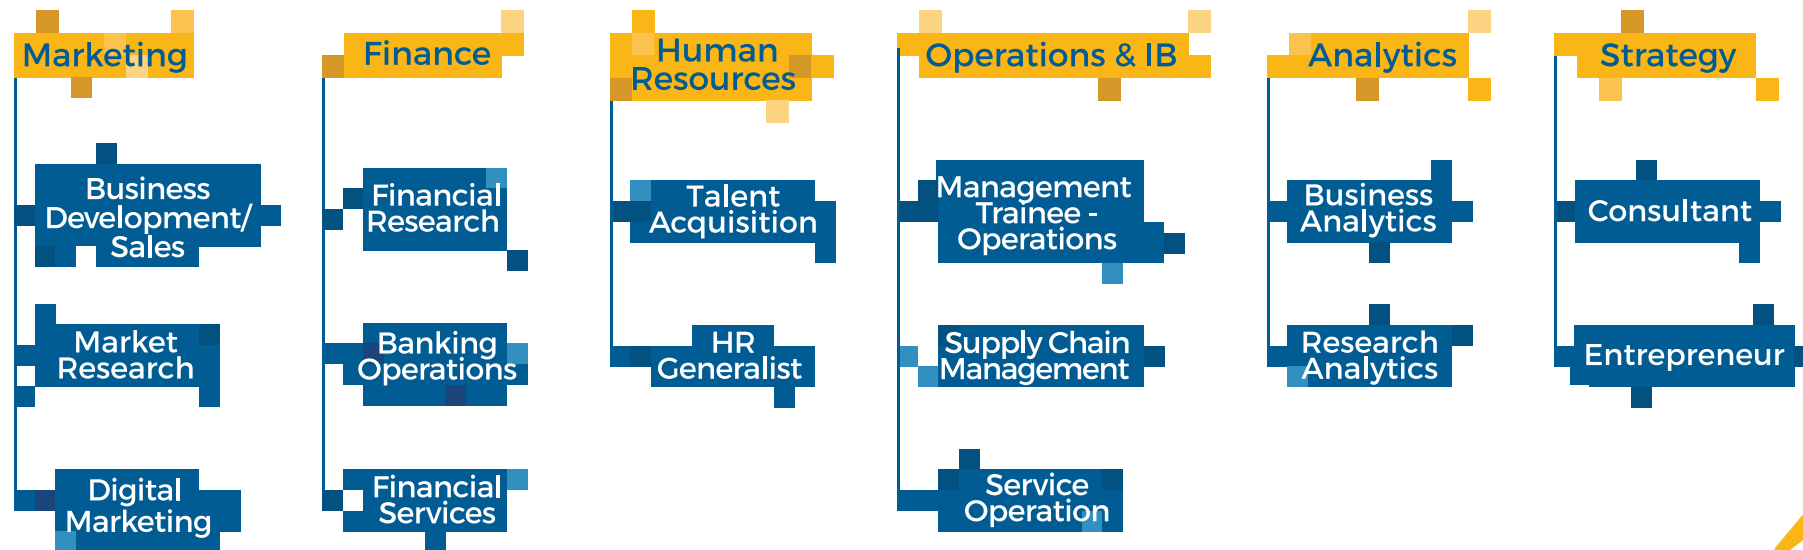 Marketing
Business
Development/
Sales
Market
Research
Digital
Marketing
Finance
Financial
Research
Banking
Operations
Financial
Services
Human
Resources
Talent
Acquisition
HR
Generalist
Operations & IB
Management
Trainee -
Operations
Supply Chain
Management
Service
Operation
Analytics
Business
Analytics
Research
Analytics
Strategy
Consultant
Entrepreneur